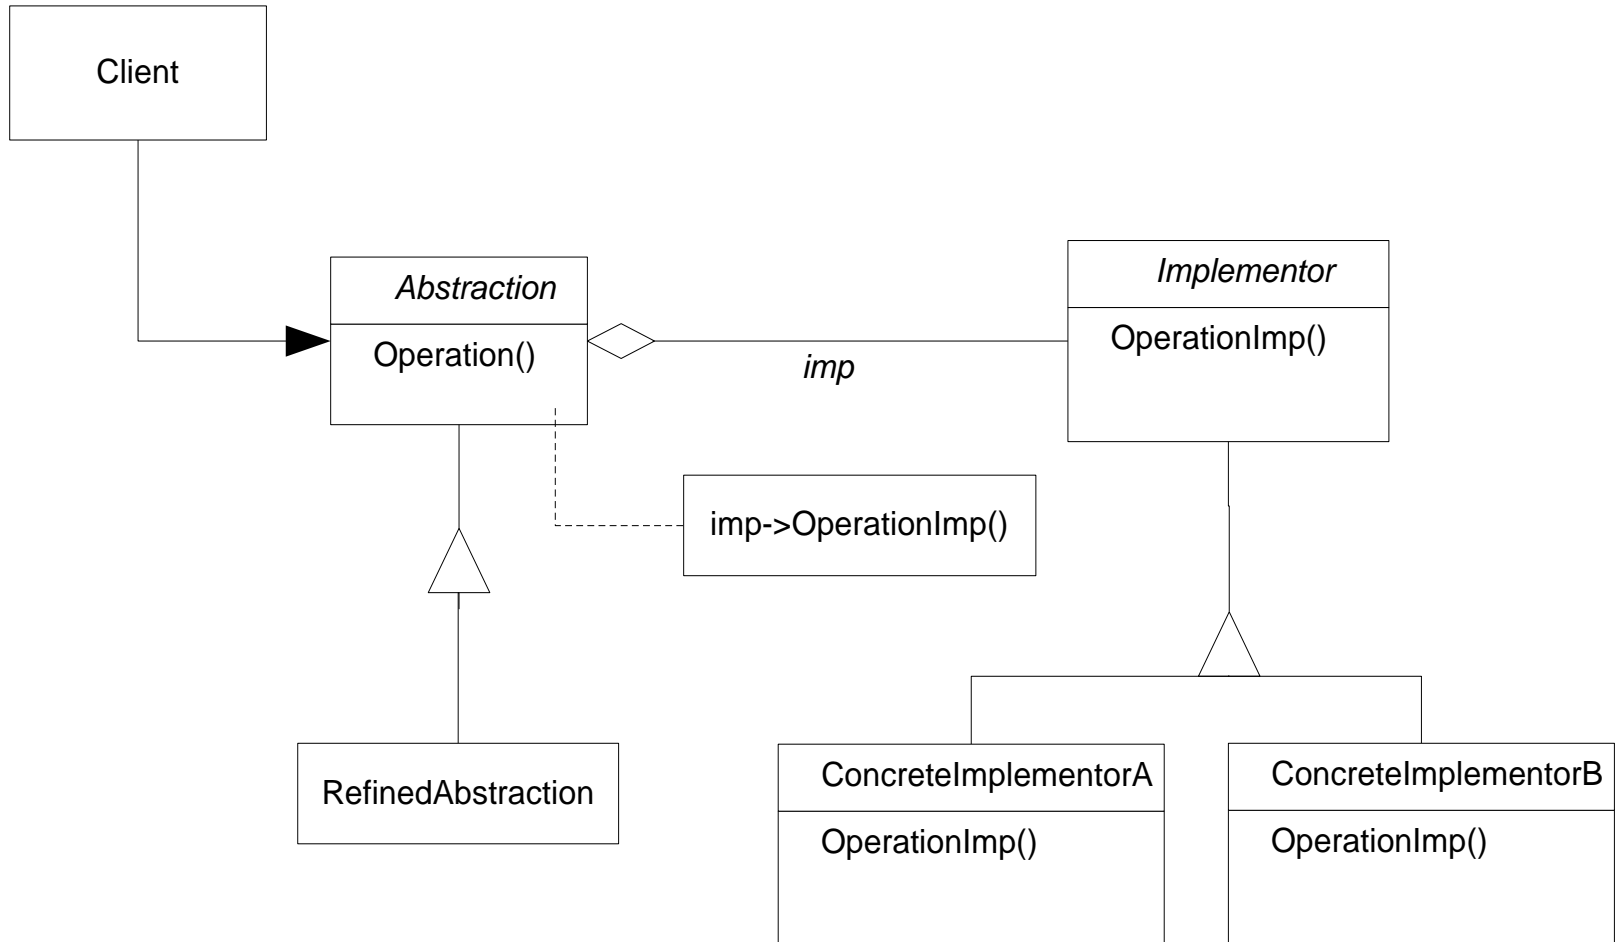 Client
Abstraction
Operation()
imp
Implementor
OperationImp()
imp->OperationImp()
RefinedAbstraction
ConcreteImplementorA
OperationImp()
ConcreteImplementorB
OperationImp()